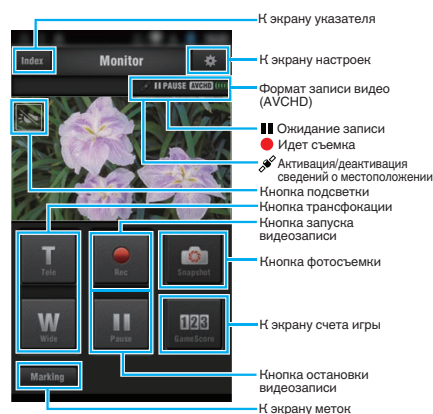 К экрану указателя
Index
Monitor
К экрану настроек
PAUSE AVCHD
Формат записи видео
(AVCHD)
Ожидание записи
Идет съемка
Активация/деактивация
сведений о местоположении
Кнопка подсветки
Кнопка трансфокации
Кнопка запуска
видеозаписи
T
Tele
Rec
Snapshot
Кнопка фотосъемки
W
Wide
Pause
123
GameScore
К экрану счета игры
Marking
Кнопка остановки
видеозаписи
К экрану меток